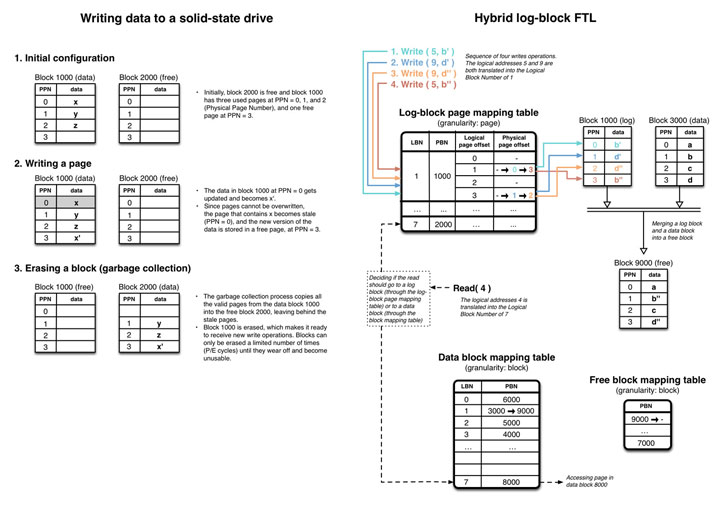 Writing data to a solid-state drive
1. Initial configuration
Block 1000 (data)
Block 2000 (free)
PPN data
0 x
1 y
2 z
3
PPN data
0
1
2
3
• Initially, block 2000 is free and block 1000
has three used pages at PPN = 0, 1, and 2
(Physical Page Number), and one free
page at PPN = 3.
2. Writing a page
Block 1000 (data)
Block 2000 (free)
PPN data
0 x
1 y
2 z
3 x'
PPN data
0
1
2
3
• The data in block 1000 at PPN = 0 gets
updated and becomes x'.
• Since pages cannot be overwritten,
the page that contains x becomes stale
(PPN = 0), and the new version of the
data is stored in a free page, at PPN = 3.
3. Erasing a block (garbage collection)
Block 1000 (free)
Block 2000 (data)
PPN data
0
1
2
3
PPN data
1 y
2 z
3 x'
• The garbage collection process copies all
the valid pages from the data block 1000
into the free block 2000, leaving behind the
stale pages.
• Block 1000 is erased, which makes it ready
to receive new write operations. Blocks can
only be erased a limited number of times
(P/E cycles) until they wear off and become
unusable.
Hybrid log-block FTL
1. Write ( 5, b' )
2. Write ( 9, d' )
3. Write ( 9, d'' )
4. Write ( 5, b'' )
Sequence of four writes operations.
The logical addresses 5 and 9 are
both translated into the Logical
Block Number of 1
Log-block page mapping table
(granularity: page)
LBN PBN Logical page offset Physical page offset
1 1000
0 -
1 - ➞ 0 ➞ 3
2 -
3 - ➞ 1 ➞ 2
... ... ... ...
7 2000 ... ...
Block 1000 (log)
PPN data
0 b'
1 d'
2 d''
3 b''
Block 3000 (data)
PPN data
0 a
1 b
2 c
3 d
Merging a log block
and a data block
into a free block
Block 9000 (free)
PPN data
0 a
1 b''
2 c
3 d''
Deciding if the read
should go to a log
block (through the log-
block page mapping
table) or to a data
block (through the
block mapping table)
Read( 4 )
The logical addresses 4 is
translated into the Logical
Block Number of 7
Data block mapping table
(granularity: block)
LBN PBN
0 6000
1 3000 ➞ 9000
2 5000
3 4000
... ...
7 8000
Accessing page in
data block 8000
Free block mapping table
(granularity: block)
PBN
9000 ➞ -
...
7000